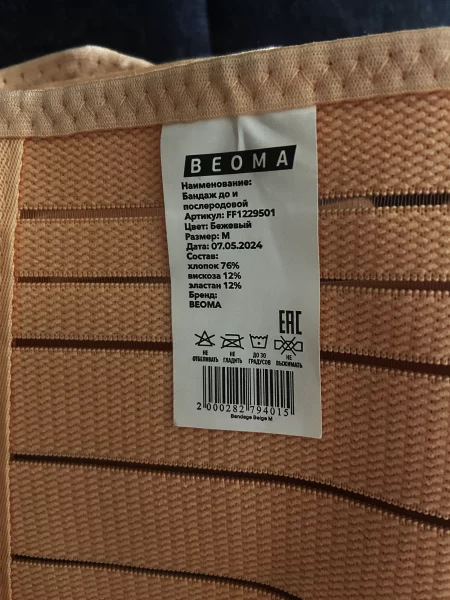 BEOMA
Наименование:
Бандаж до и
послеродовой
Артикул: FF1229501
Цвет: Бежевый
Размер: M
Дата: 07.05.2024
Состав:
хлопок 76%
вискоза 12%
эластан 12%
Бренд:
BEOMA
EAC
НЕ ОТБЕЛИВАТЬ
НЕ ГЛАДИТЬ
ДО 30 ГРАДУСОВ
НЕ ВЫЖИМАТЬ
2 000282 794015
Bandage Beige M